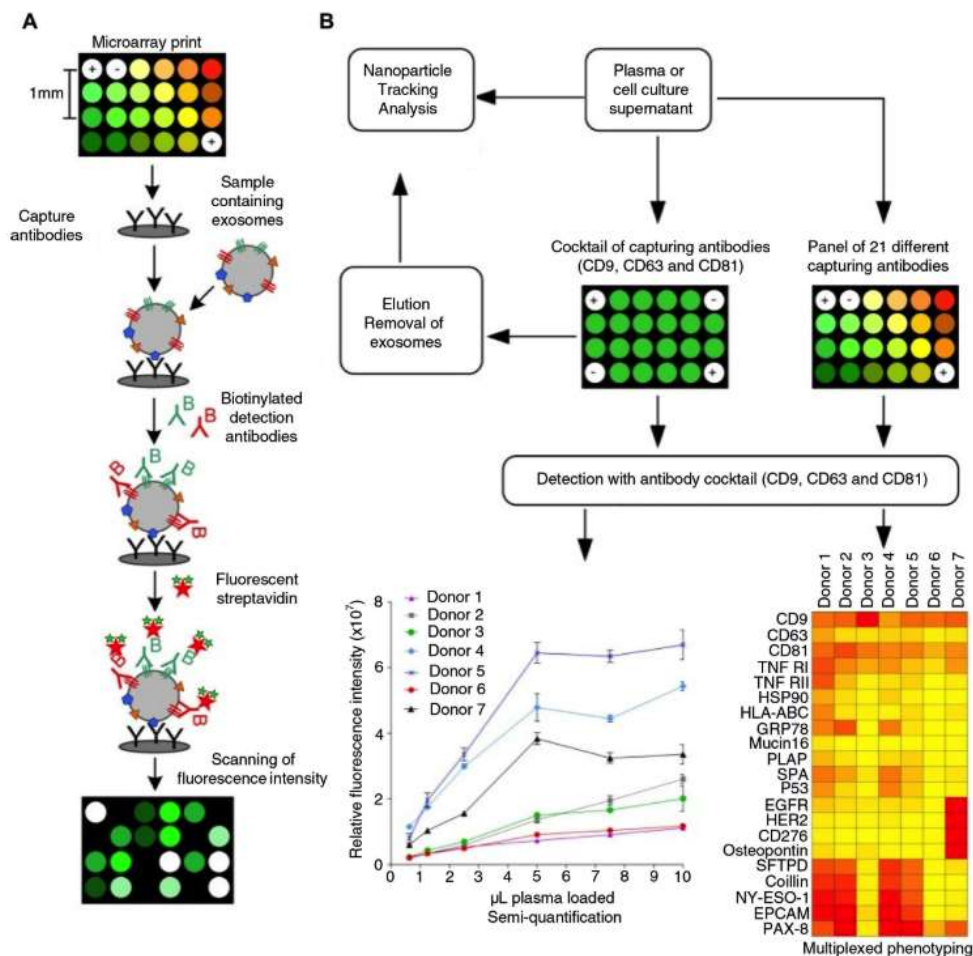 A
Microarray print
+ -
1mm
+
Capture
antibodies
Sample
containing
exosomes
Biotinylated
detection
antibodies
B
B
B
B
B
B
Fluorescent
streptavidin
B
B
B
B
Scanning of
fluorescence intensity
B
Nanoparticle
Tracking
Analysis
Plasma or
cell culture
supernatant
Elution
Removal of
exosomes
Cocktail of capturing antibodies
(CD9, CD63 and CD81)
+ -
- +
Panel of 21 different
capturing antibodies
+ -
+
Detection with antibody cocktail (CD9, CD63 and CD81)
Relative fluorescence intensity (x10⁷)
8
6
4
2
0
0 1 2 3 4 5 6 7 8 9 10
µL plasma loaded
Semi-quantification
Donor 1
Donor 2
Donor 3
Donor 4
Donor 5
Donor 6
Donor 7
Donor 1
Donor 2
Donor 3
Donor 4
Donor 5
Donor 6
Donor 7
CD9
CD63
CD81
TNF RI
TNF RII
HSP90
HLA-ABC
GRP78
Mucin16
PLAP
SPA
P53
EGFR
HER2
CD276
Osteopontin
SFTPD
Coillin
NY-ESO-1
EPCAM
PAX-8
Multiplexed phenotyping